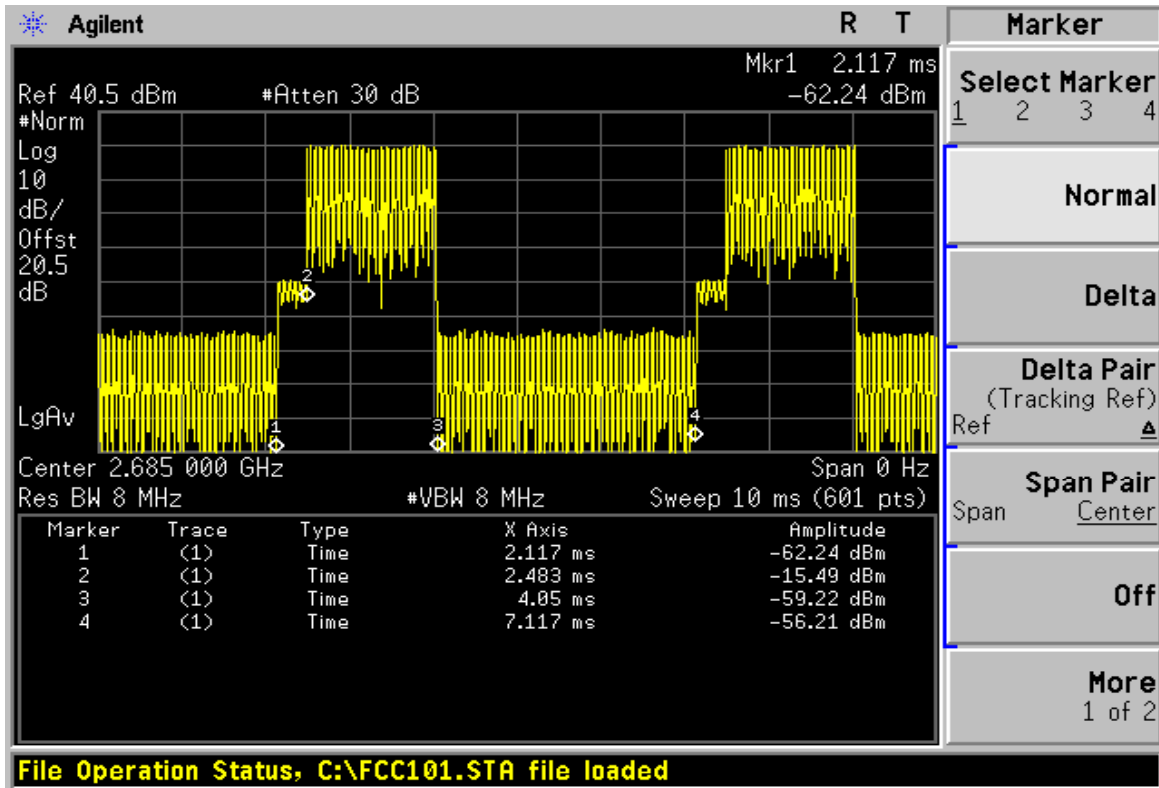 Agilent R T
Mkr1 2.117 ms
Ref 40.5 dBm #Atten 30 dB -62.24 dBm
#Norm
Log
10
dB/
Offst
20.5
dB
LgAv
2
1
3
4
Center 2.685 000 GHz Span 0 Hz
Res BW 8 MHz #VBW 8 MHz Sweep 10 ms (601 pts)
Marker Trace Type X Axis Amplitude
1 (1) Time 2.117 ms -62.24 dBm
2 (1) Time 2.483 ms -15.49 dBm
3 (1) Time 4.05 ms -59.22 dBm
4 (1) Time 7.117 ms -56.21 dBm
File Operation Status, C:\FCC101.STA file loaded
Marker
Select Marker
1 2 3 4
Normal
Delta
Delta Pair
(Tracking Ref)
Ref Δ
Span Pair
Span Center
Off
More
1 of 2